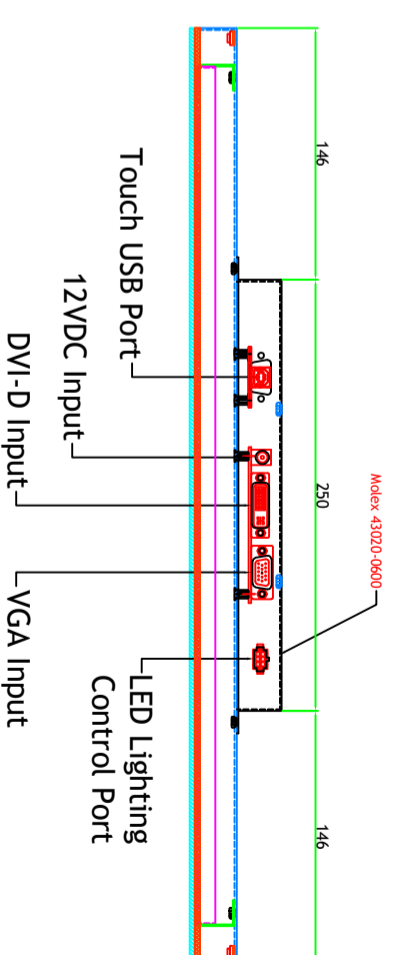 146
250
146
Molex 43020-0600
Touch USB Port
12VDC Input
DVI-D Input
VGA Input
LED Lighting
Control Port